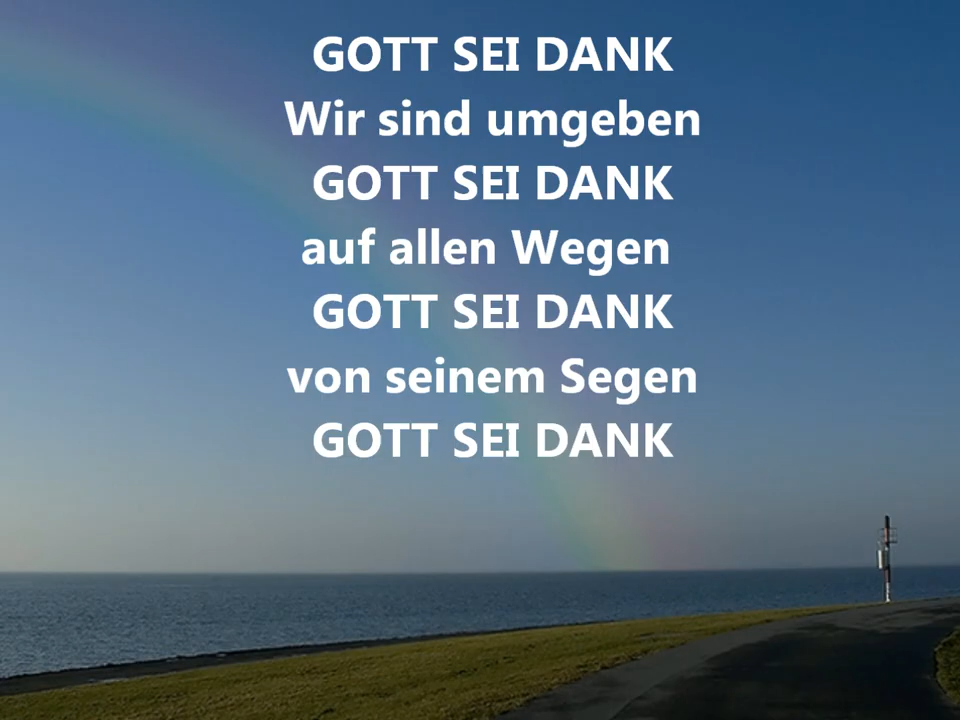 GOTT SEI DANK
Wir sind umgeben
GOTT SEI DANK
auf allen Wegen
GOTT SEI DANK
von seinem Segen
GOTT SEI DANK